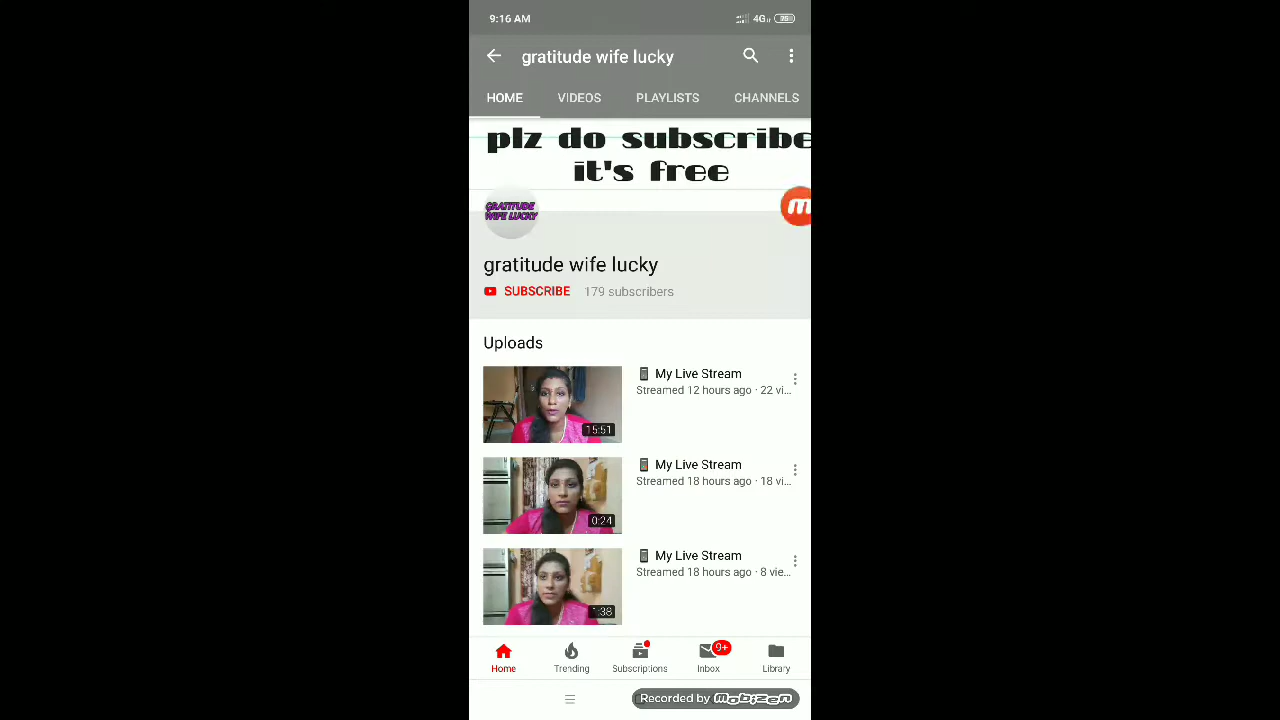 9:16 AM
4G
gratitude wife lucky
HOME VIDEOS PLAYLISTS CHANNELS
plz do subscribe
it's free
GRATITUDE
WIFE LUCKY
gratitude wife lucky
SUBSCRIBE 179 subscribers
Uploads
My Live Stream
Streamed 12 hours ago · 22 vi...
15:51
My Live Stream
Streamed 18 hours ago · 18 vi...
0:24
My Live Stream
Streamed 18 hours ago · 8 vie...
1:38
9+
Home Trending Subscriptions Inbox Library
Recorded by mobizen